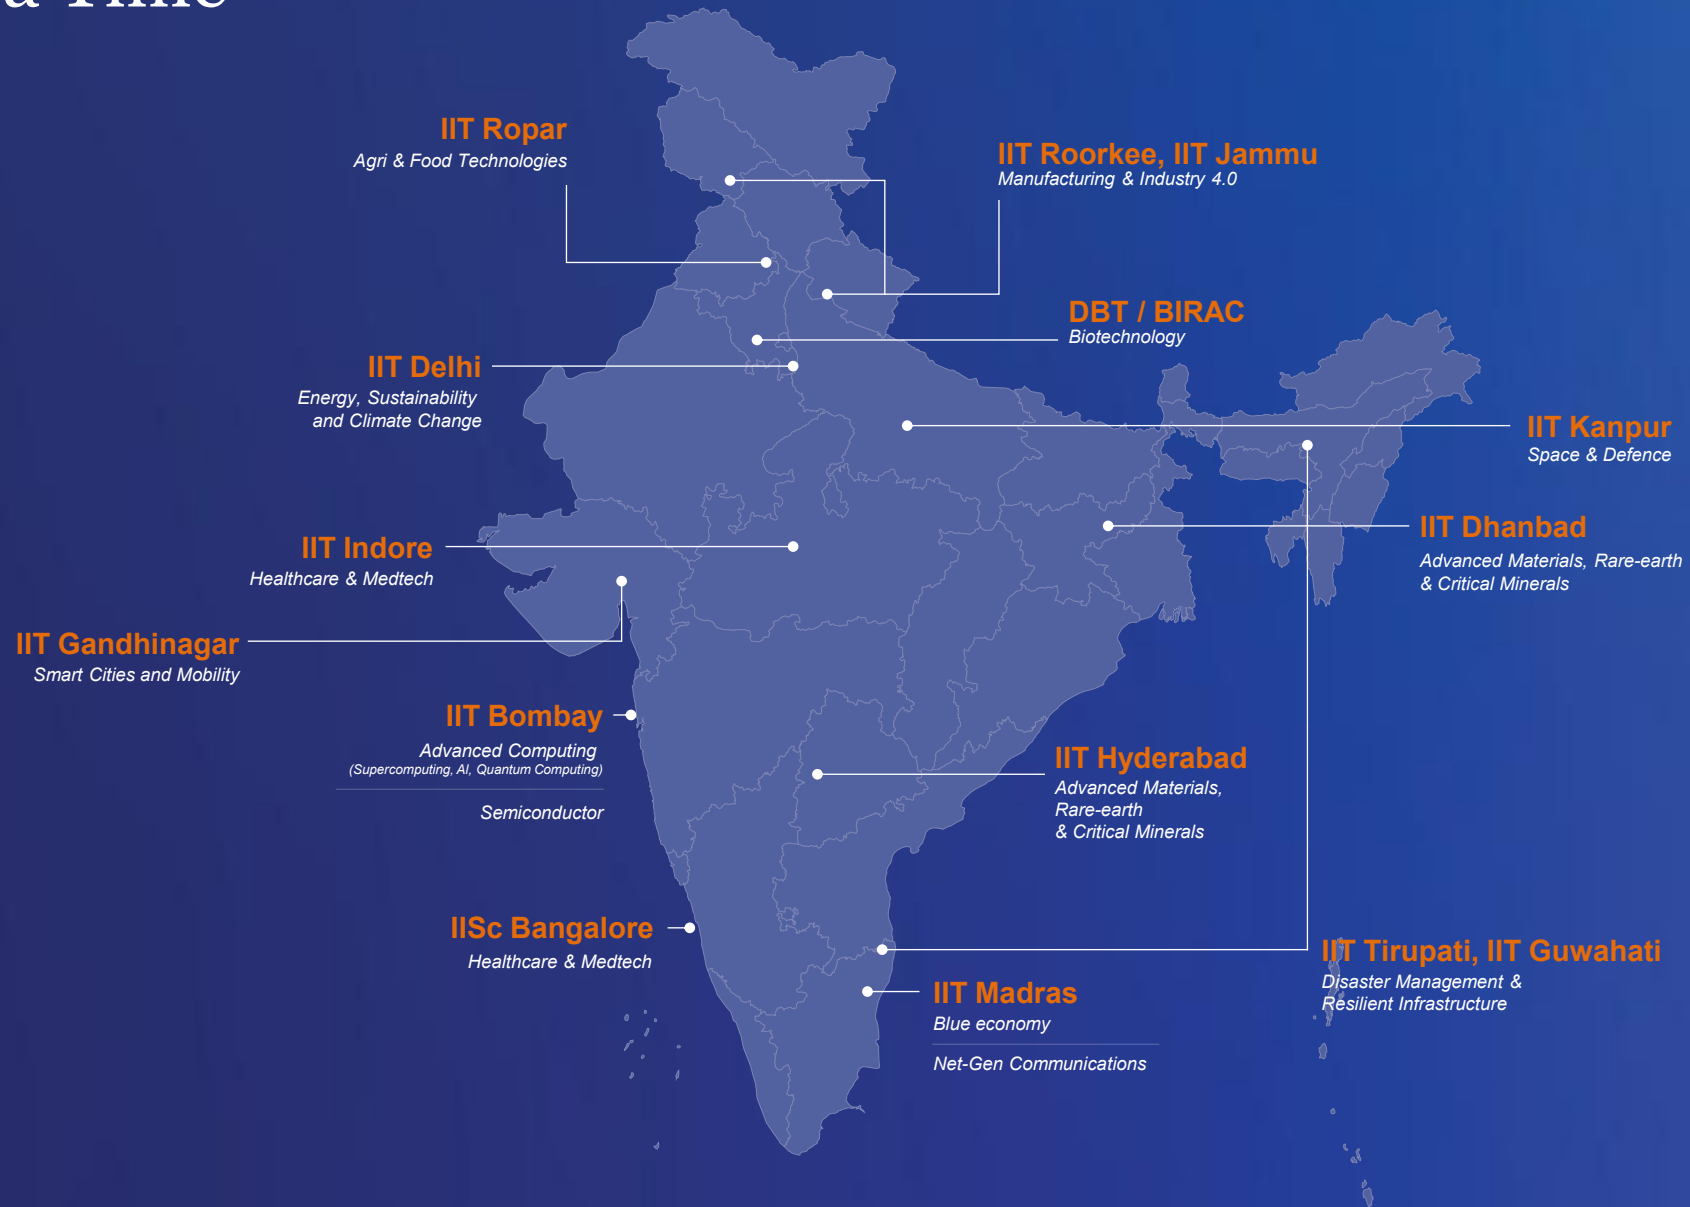 a Time
IIT Ropar
Agri & Food Technologies
IIT Roorkee, IIT Jammu
Manufacturing & Industry 4.0
DBT / BIRAC
Biotechnology
IIT Delhi
Energy, Sustainability
and Climate Change
IIT Kanpur
Space & Defence
IIT Dhanbad
Advanced Materials, Rare-earth
& Critical Minerals
IIT Indore
Healthcare & Medtech
IIT Gandhinagar
Smart Cities and Mobility
IIT Bombay
Advanced Computing
(Supercomputing, AI, Quantum Computing)
Semiconductor
IIT Hyderabad
Advanced Materials,
Rare-earth
& Critical Minerals
IISc Bangalore
Healthcare & Medtech
IIT Tirupati, IIT Guwahati
Disaster Management &
Resilient Infrastructure
IIT Madras
Blue economy
Net-Gen Communications